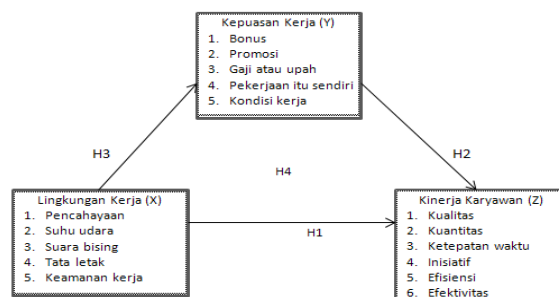 Kepuasan Kerja (Y)
1. Bonus
2. Promosi
3. Gaji atau upah
4. Pekerjaan itu sendiri
5. Kondisi kerja
H3
H2
H4
Lingkungan Kerja (X)
1. Pencahayaan
2. Suhu udara
3. Suara bising
4. Tata letak
5. Keamanan kerja
H1
Kinerja Karyawan (Z)
1. Kualitas
2. Kuantitas
3. Ketepatan waktu
4. Inisiatif
5. Efisiensi
6. Efektivitas